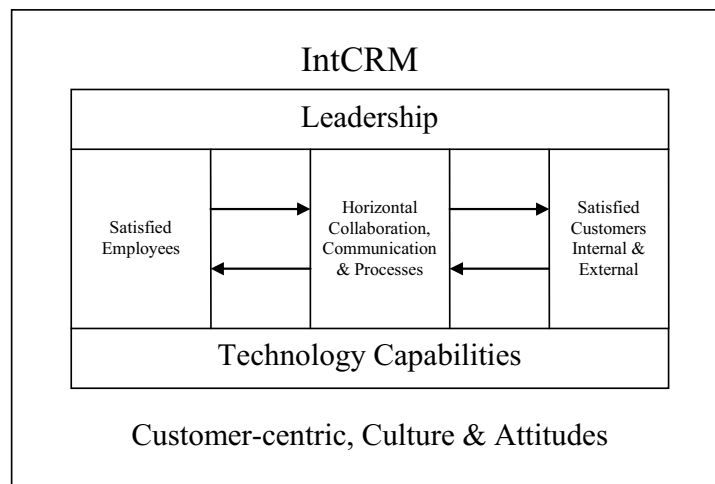 IntCRM
Leadership
Satisfied
Employees
Horizontal
Collaboration,
Communication
& Processes
Satisfied
Customers
Internal &
External
Technology Capabilities
Customer-centric, Culture & Attitudes